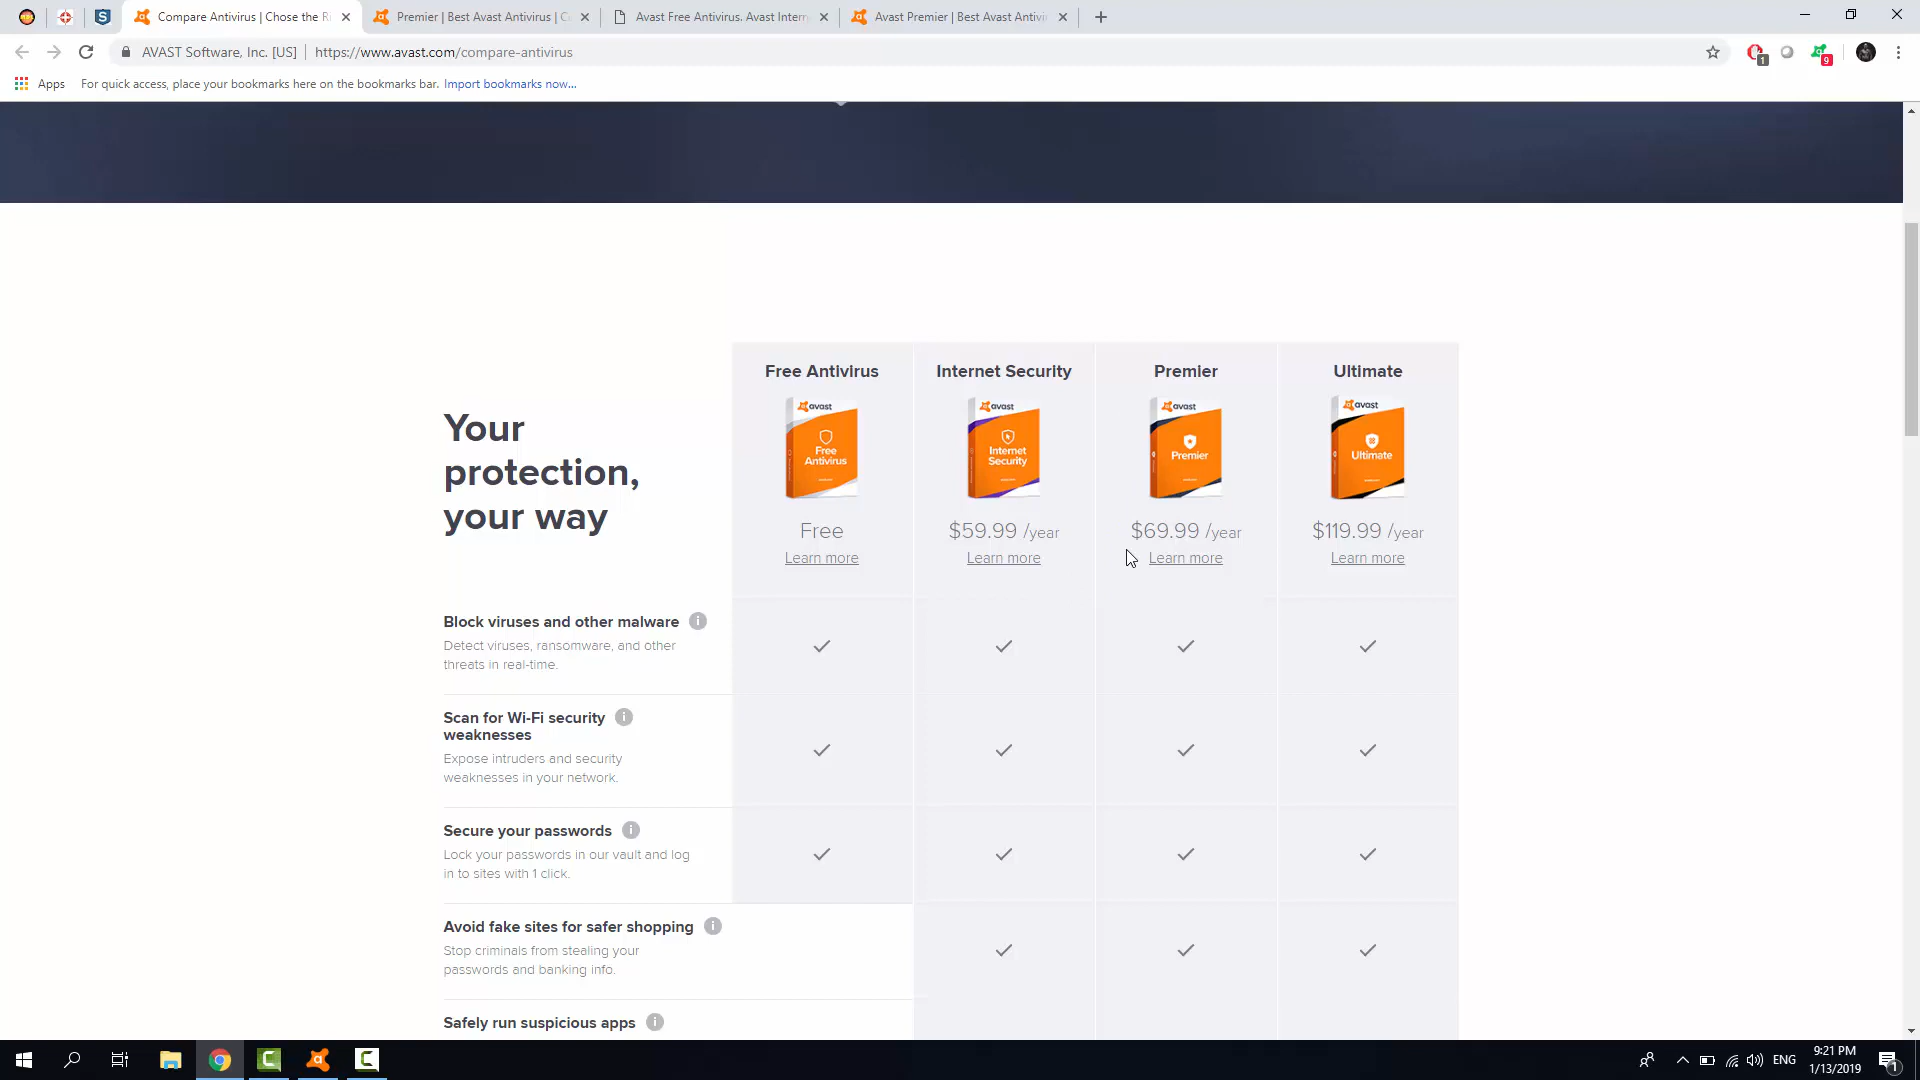 Compare Antivirus | Chose the R
Premier | Best Avast Antivirus | C
Avast Free Antivirus. Avast Intern
Avast Premier | Best Avast Antivi
AVAST Software, Inc. [US] https://www.avast.com/compare-antivirus
1
9
Apps For quick access, place your bookmarks here on the bookmarks bar. Import bookmarks now...
Free Antivirus Internet Security Premier Ultimate
avast avast avast avast
Free Antivirus
Internet Security
Premier
Ultimate
Your
protection,
your way
Free $59.99 /year $69.99 /year $119.99 /year
Learn more Learn more Learn more Learn more
Block viruses and other malware i
Detect viruses, ransomware, and other
threats in real-time.
Scan for Wi-Fi security i
weaknesses
Expose intruders and security
weaknesses in your network.
Secure your passwords i
Lock your passwords in our vault and log
in to sites with 1 click.
Avoid fake sites for safer shopping i
Stop criminals from stealing your
passwords and banking info.
Safely run suspicious apps i
ENG
9:21 PM
1/13/2019
1